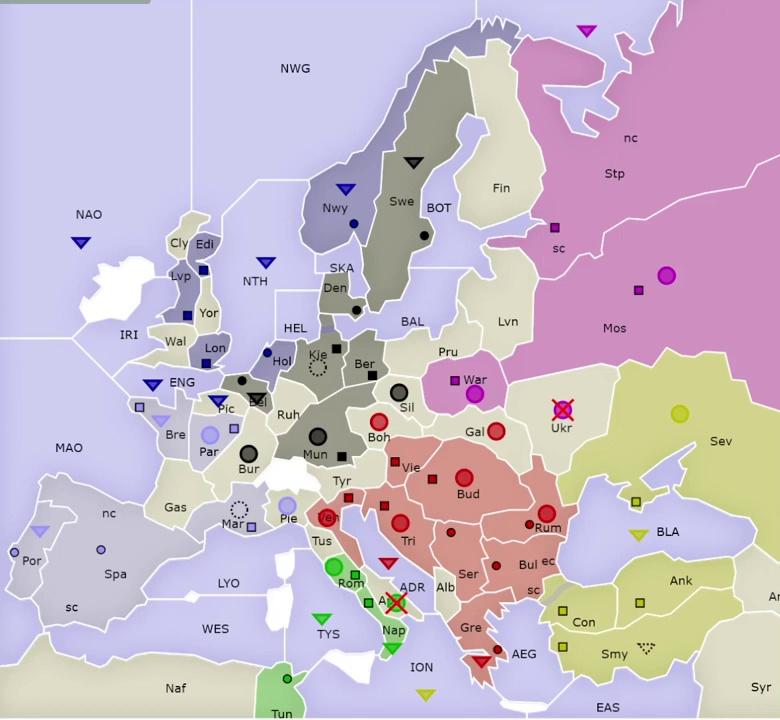 NWG
nc
Stp
Fin
Nwy
Swe
BOT
NAO
Cly
Edi
sc
SKA
NTH
Lvp
Den
Mos
Yor
HEL
BAL
Lvn
IRI
Wal
Lon
Hol
Kie
Ber
Pru
ENG
War
Bel
Sil
Pic
Ruh
Ukr
Bre
Par
Boh
Gal
Sev
MAO
Bur
Mun
Vie
Tyr
Bud
Gas
nc
Pie
Ven
Rum
Mar
BLA
Por
Tus
Tri
Spa
Ser
Bul
ec
Ank
LYO
Rom
ADR
Alb
sc
Ar
sc
A
Con
WES
TYS
Nap
Gre
AEG
Smy
ION
Naf
Syr
Tun
EAS